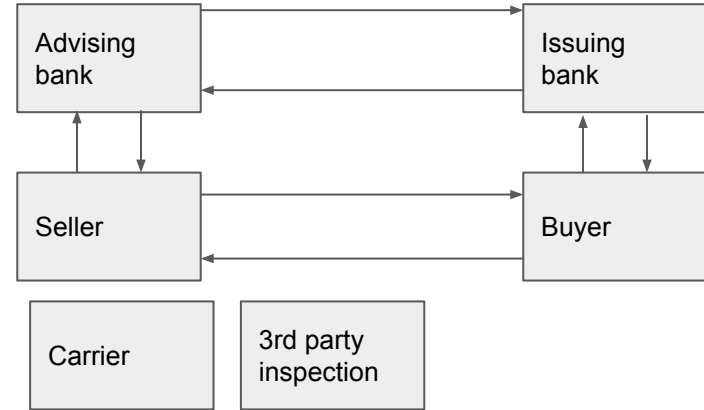 Advising
bank
Issuing
bank
Seller
Buyer
Carrier
3rd party
inspection